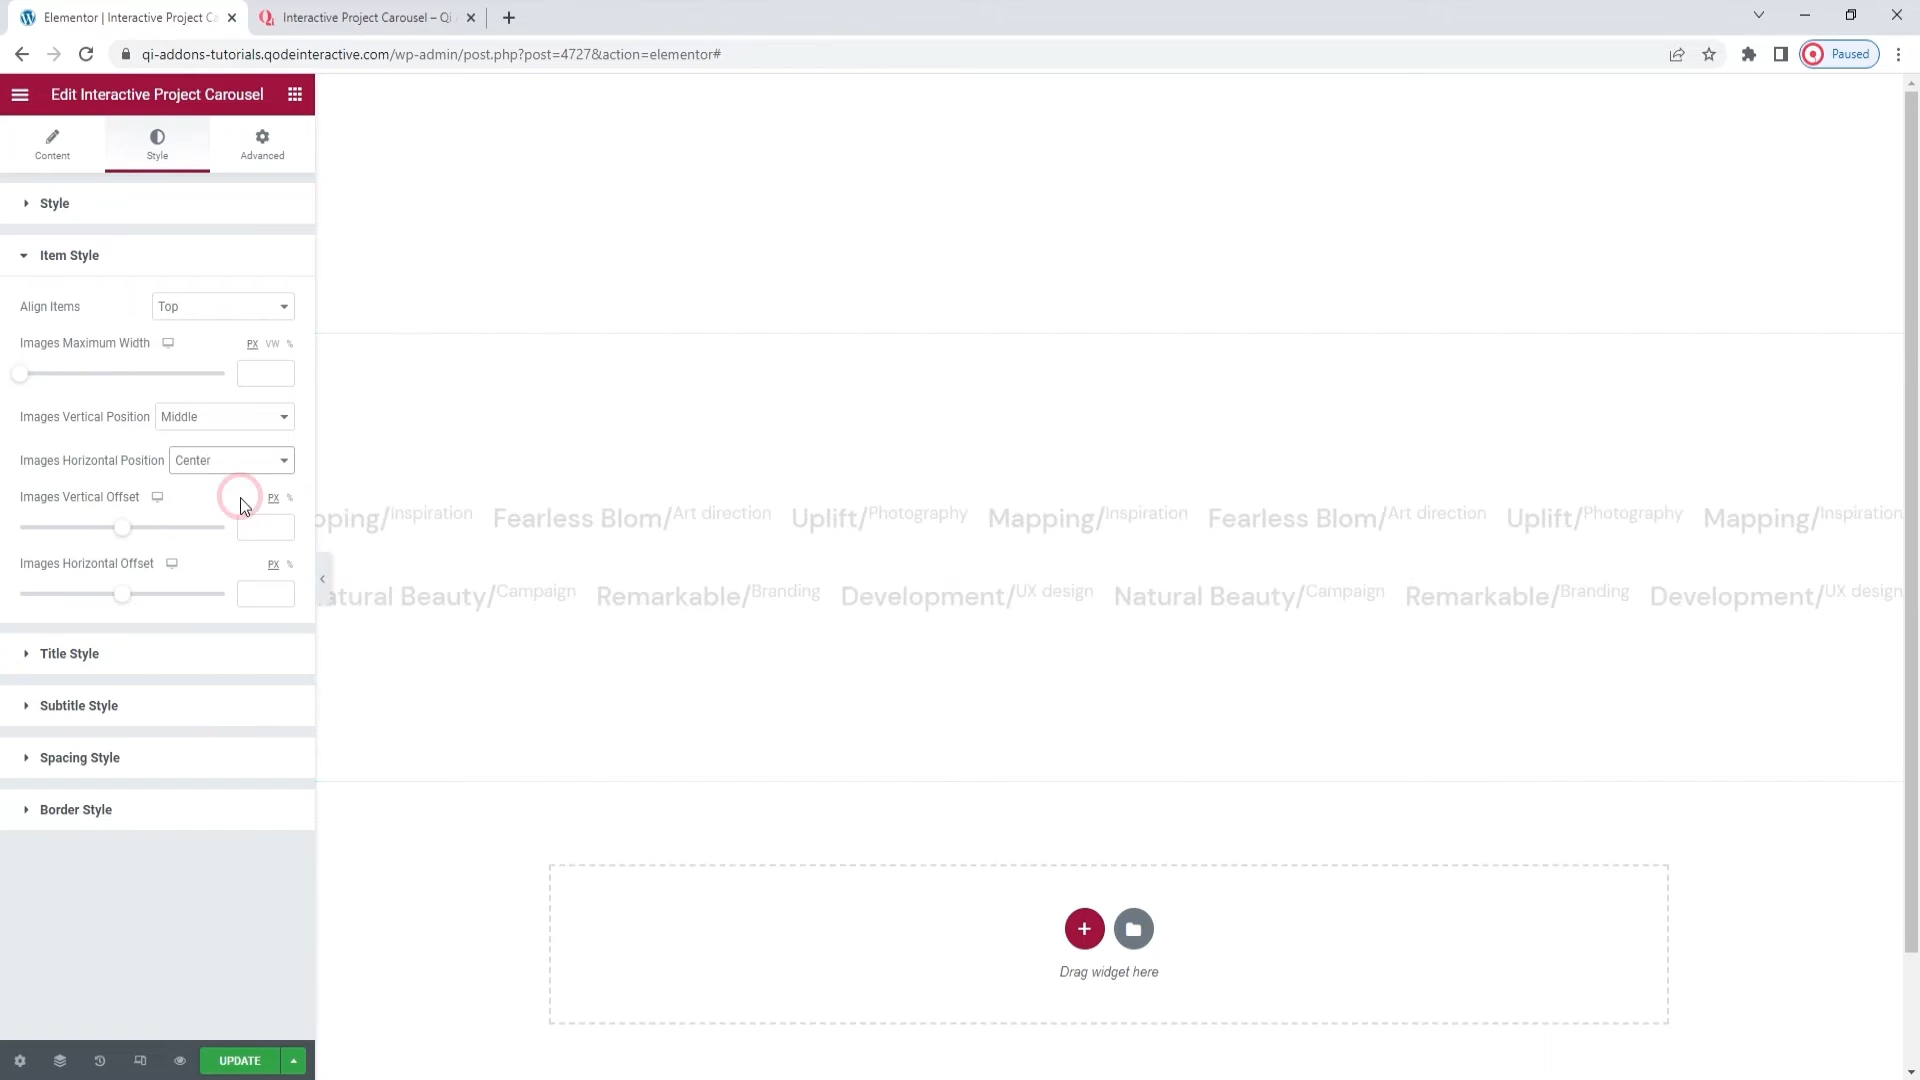 Elementor | Interactive Project Ca
Interactive Project Carousel – Qi
qi-addons-tutorials.qodeinteractive.com/wp-admin/post.php?post=4727&action=elementor#
Paused
Edit Interactive Project Carousel
Content
Style
Advanced
Style
Item Style
Align Items
Top
Images Maximum Width
PX VW %
Images Vertical Position
Middle
Images Horizontal Position
Center
Images Vertical Offset
PX %
Images Horizontal Offset
PX %
Title Style
Subtitle Style
Spacing Style
Border Style
UPDATE
pping/Inspiration Fearless Blom/Art direction Uplift/Photography Mapping/Inspiration Fearless Blom/Art direction Uplift/Photography Mapping/Inspiration
atural Beauty/Campaign Remarkable/Branding Development/UX design Natural Beauty/Campaign Remarkable/Branding Development/UX design
Drag widget here